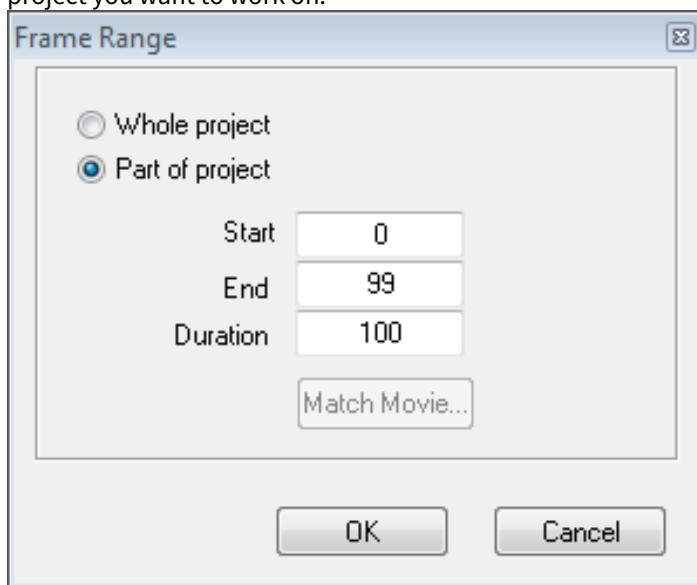 project you want to work on.
Frame Range
Whole project
Part of project
Start 0
End 99
Duration 100
Match Movie...
OK Cancel